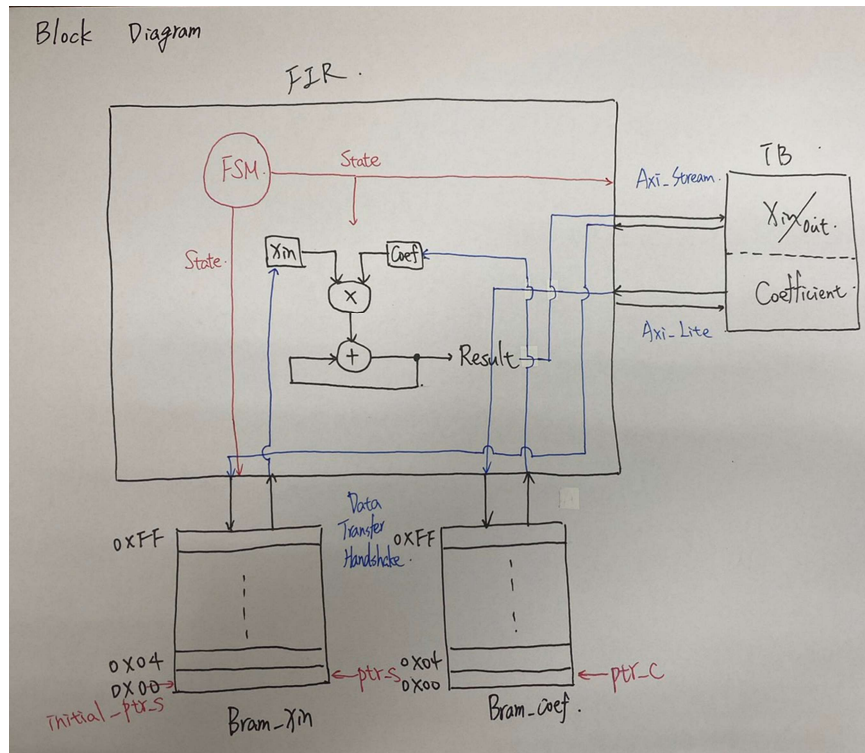 Block Diagram
FIR.
TB.
FSM.
State
Axi_Stream.
Xin/out.
State.
Xin
Coef
Coefficient.
X
+
Result
Axi_Lite
Data
Transfer
Handshake.
0XFF
0XFF
0X04
0X00
initial_ptr_s
ptr_s
0X04
0X00
ptr_c
Bram_Xin
Bram_coef.